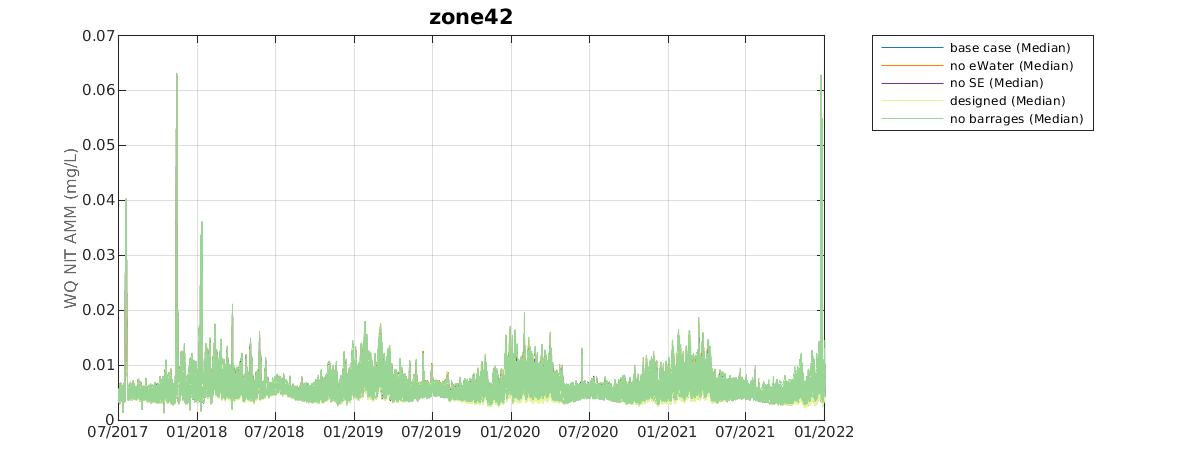 zone42
WQ NIT AMM (mg/L)
0.07
0.06
0.05
0.04
0.03
0.02
0.01
0
07/2017 01/2018 07/2018 01/2019 07/2019 01/2020 07/2020 01/2021 07/2021 01/2022
base case (Median)
no eWater (Median)
no SE (Median)
designed (Median)
no barrages (Median)